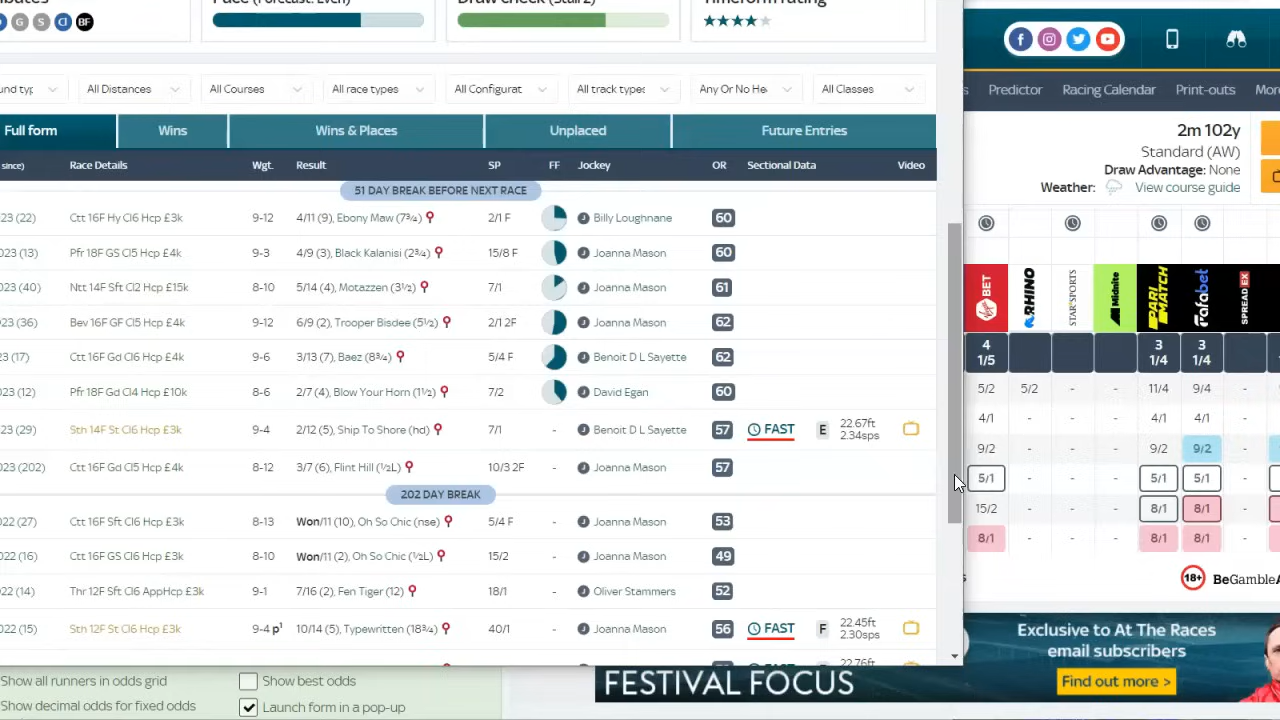 G S Cl BF
All Distances All Courses All race types All Configurat All track types Any Or No He All Classes
Full form Wins Wins & Places Unplaced Future Entries
since) Race Details Wgt. Result SP FF Jockey OR Sectional Data Video
51 DAY BREAK BEFORE NEXT RACE
23 (22) Ctt 16F Hy Cl6 Hcp £3k 9-12 4/11 (9), Ebony Maw (7¾) 2/1 F Billy Loughnane 60
023 (3) Pfr 18F GS Cl5 Hcp £4k 9-3 4/9 (3), Black Kalanisi (2¾) 15/8 F Joanna Mason 60
023 (40) Ntt 14F Sft Cl2 Hcp £15k 8-10 5/14 (4), Motazzen (3½) 7/1 Joanna Mason 61
023 (36) Bev 16F GF Cl5 Hcp £4k 9-12 6/9 (2), Trooper Bisdee (5½) 2/1 2F Joanna Mason 62
23 (17) Ctt 16F Gd Cl6 Hcp £4k 9-6 3/13 (7), Baez (8¾) 5/4 F Benoit D L Sayette 62
23 (12) Pfr 18F Gd Cl4 Hcp £10k 8-6 2/7 (4), Blow Your Horn (1½) 7/2 David Egan 60
23 (29) Sth 14F St Cl6 Hcp £3k 9-4 2/12 (5), Ship To Shore (hd) 7/1 - Benoit D L Sayette 57 FAST E 22.67ft 2.34sps
023 (202) Ctt 16F Gd Cl5 Hcp £4k 8-12 3/7 (6), Flint Hill (½L) 10/3 2F - Joanna Mason 57
202 DAY BREAK
022 (27) Ctt 16F Sft Cl6 Hcp £3k 8-13 Won/11 (10), Oh So Chic (nse) 5/4 F - Joanna Mason 53
022 (16) Ctt 16F GS Cl6 Hcp £3k 8-10 Won/11 (2), Oh So Chic (½L) 15/2 - Joanna Mason 49
Thr 12F Sft Cl6 AppHcp £3k 9-1 7/16 (2), Fen Tiger (12) 18/1 - Oliver Stammers 52
022 (15) Sth 12F St Cl6 Hcp £3k 9-4 p¹ 10/14 (5), Typewritten (18¾) 40/1 - Joanna Mason 56 FAST F 22.45ft 2.30sps
22.76ft
Show all runners in odds grid Show best odds
Show decimal odds for fixed odds Launch form in a pop-up
FESTIVAL FOCUS
s Predictor Racing Calendar Print-outs More
2m 102y
Standard (AW)
Draw Advantage: None
Weather: View course guide
BET RHINO STAR SPORTS Midnite PARIMATCH Fafabet SPREADEX
4 3 3
1/5 1/4 1/4
5/2 5/2 - - 11/4 9/4 -
4/1 - - - 4/1 4/1 -
9/2 - - - 9/2 9/2 -
5/1 - - - 5/1 5/1 -
15/2 - - - 8/1 8/1 -
8/1 - - - 8/1 8/1 -
s 18+ BeGambleA
Exclusive to At The Races
email subscribers
Find out more >